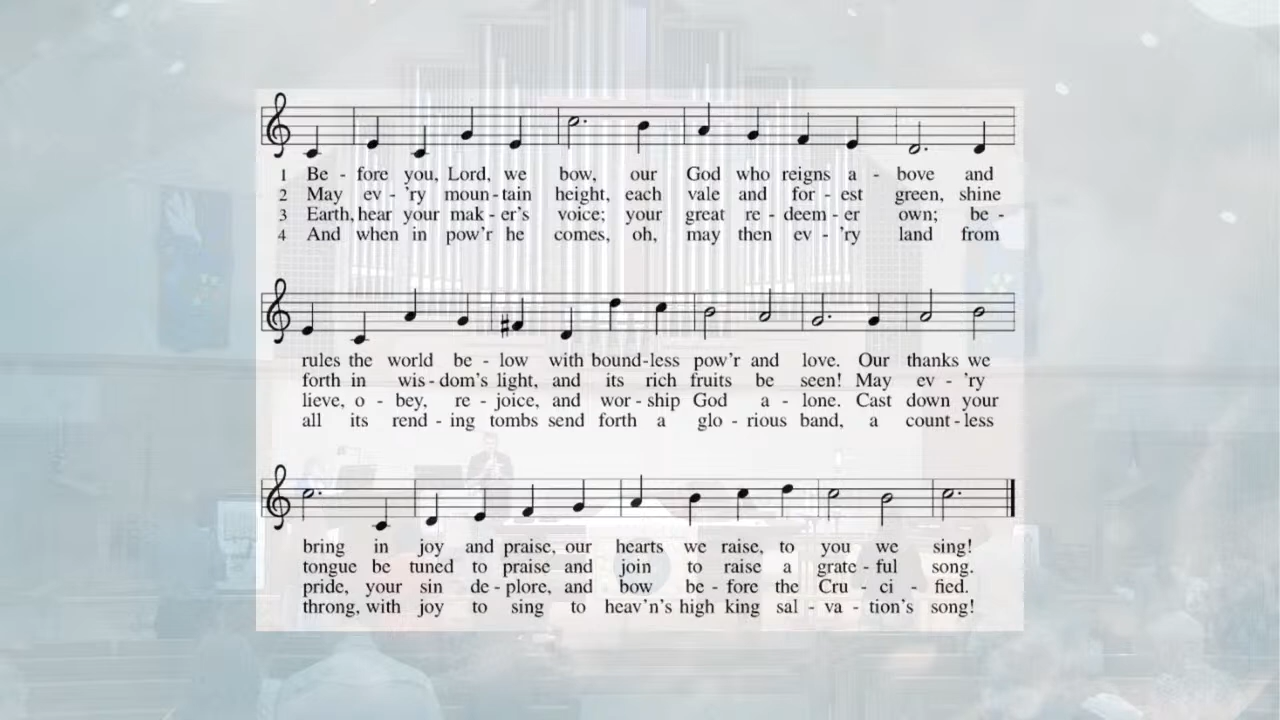 1 Be - fore you, Lord, we bow, our God who reigns a - bove and
2 May ev - 'ry moun - tain height, each vale and for - est green, shine
3 Earth, hear your mak - er's voice; your great re - deem - er own; be -
4 And when in pow'r he comes, oh, may then ev - 'ry land from
rules the world be - low with bound - less pow'r and love. Our thanks we
forth in wis - dom's light, and its rich fruits be seen! May ev - 'ry
lieve, o - bey, re - joice, and wor - ship God a - lone. Cast down your
all its rend - ing tombs send forth a glo - rious band, a count - less
bring in joy and praise, our hearts we raise, to you we sing!
tongue be tuned to praise and join to raise a grate - ful song.
pride, your sin de - plore, and bow be - fore the Cru - ci - fied.
throng, with joy to sing to heav'n's high king sal - va - tion's song!